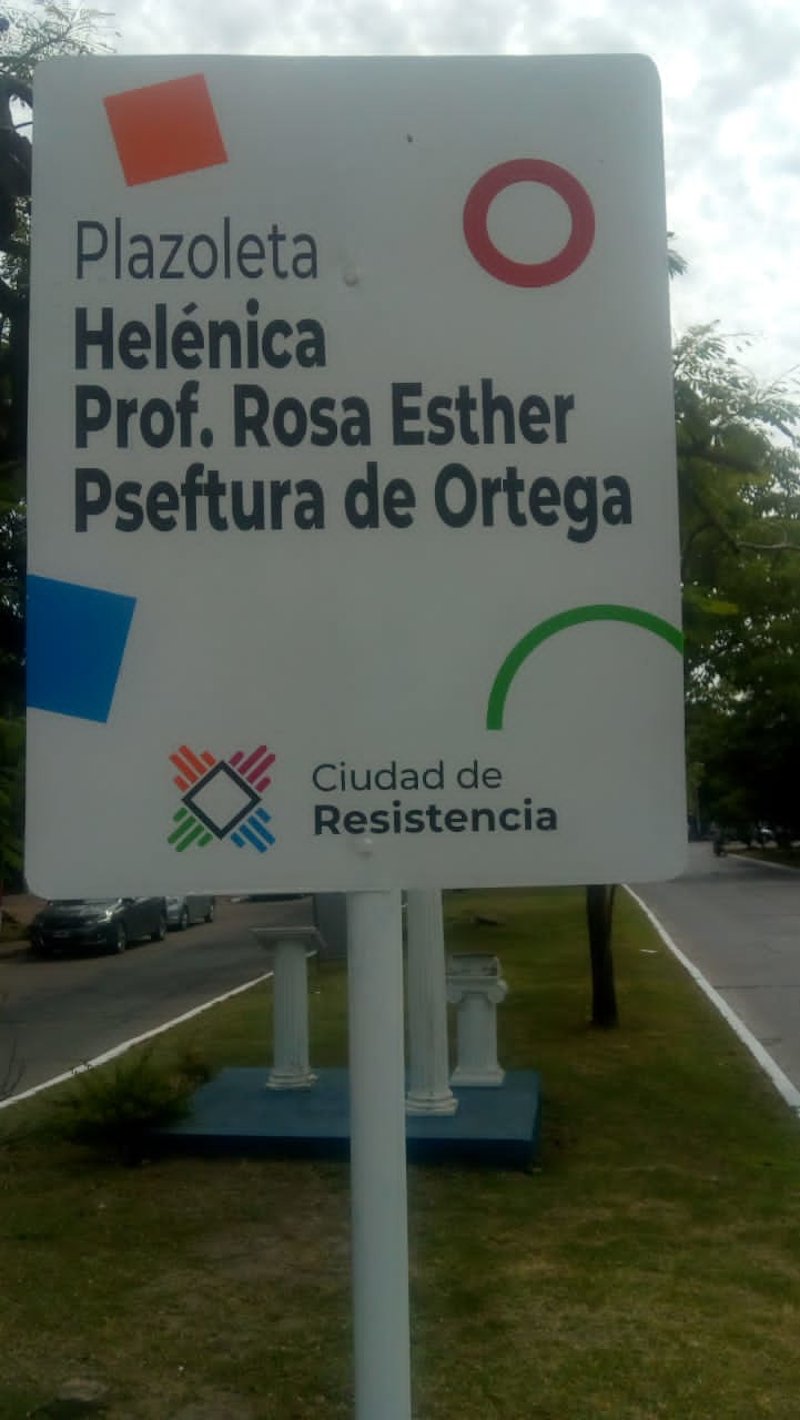 Plazoleta
Helénica
Prof. Rosa Esther
Pseftura de Ortega
Ciudad de
Resistencia